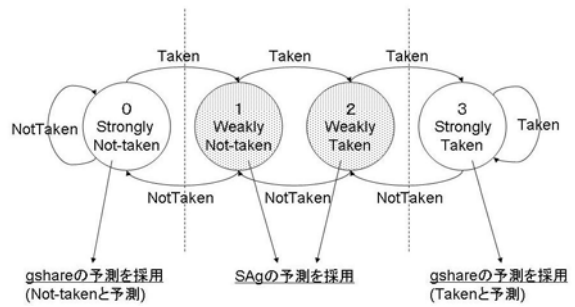 Taken
Taken
Taken
NotTaken
0
Strongly
Not-taken
1
Weakly
Not-taken
2
Weakly
Taken
3
Strongly
Taken
Taken
NotTaken
NotTaken
NotTaken
gshareの予測を採用
(Not-takenと予測)
SAgの予測を採用
gshareの予測を採用
(Takenと予測)